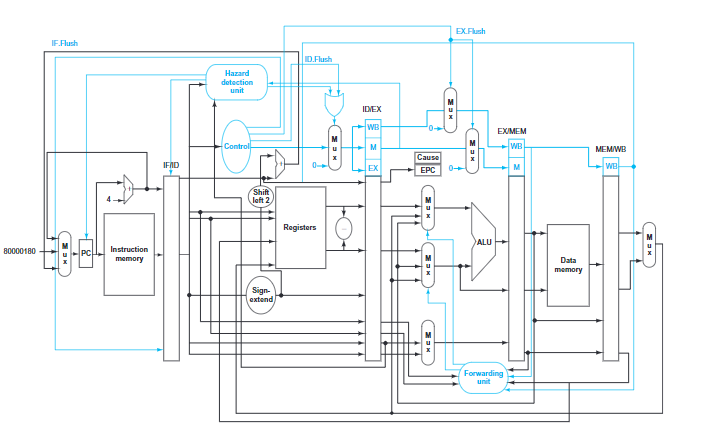 IF.Flush
EX.Flush
ID.Flush
Hazard
detection
unit
ID/EX
M
u
x
WB
Control
M
u
x
M
0
M
u
x
0
EX
Cause
EPC
EX/MEM
WB
M
MEM/WB
WB
IF/ID
4
+
+
Shift
left 2
Registers
=
M
u
x
ALU
M
u
x
80000180
M
u
x
PC
Instruction
memory
Data
memory
M
u
x
Sign-
extend
M
u
x
Forwarding
unit